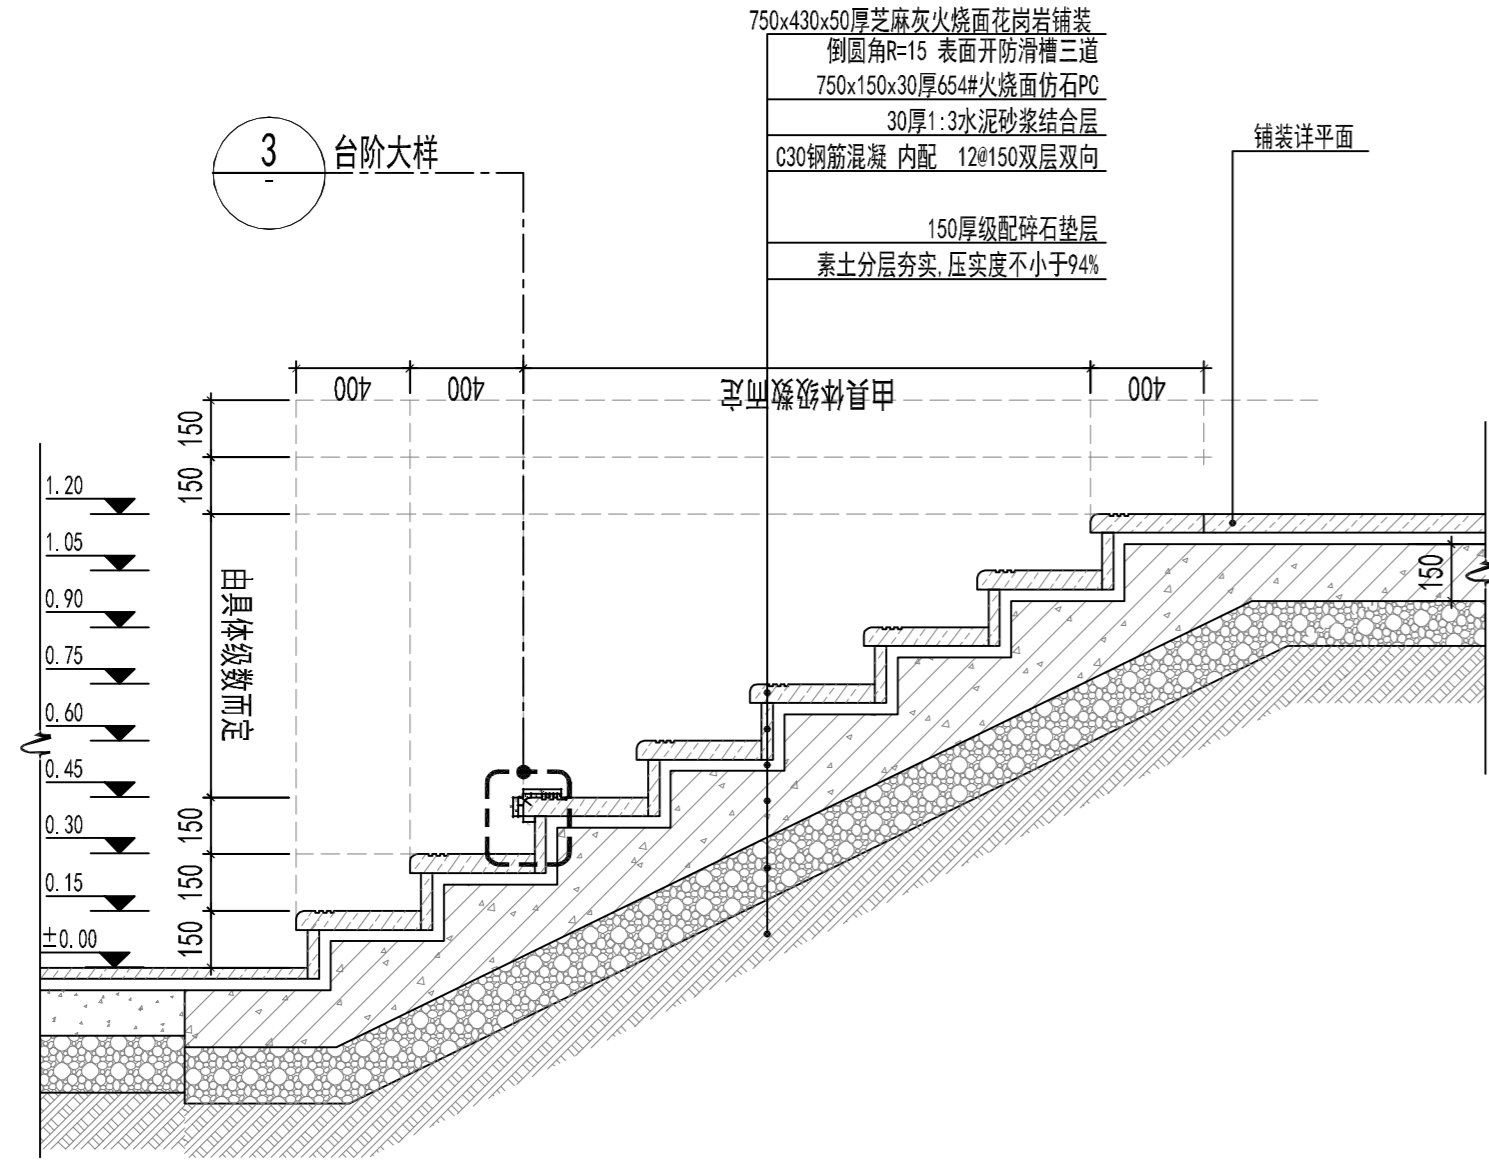 750x430x50厚芝麻灰火烧面花岗岩铺装
倒圆角R=15 表面开防滑槽三道
750x150x30厚654#火烧面仿石PC
30厚1:3水泥砂浆结合层
C30钢筋混凝 内配 12@150双层双向
150厚级配碎石垫层
素土分层夯实,压实度不小于94%
3
-
台阶大样
铺装详平面
400
400
由具体级数而定
400
150
150
由具体级数而定
150
150
150
1.20
1.05
0.90
0.75
0.60
0.45
0.30
0.15
±0.00
150